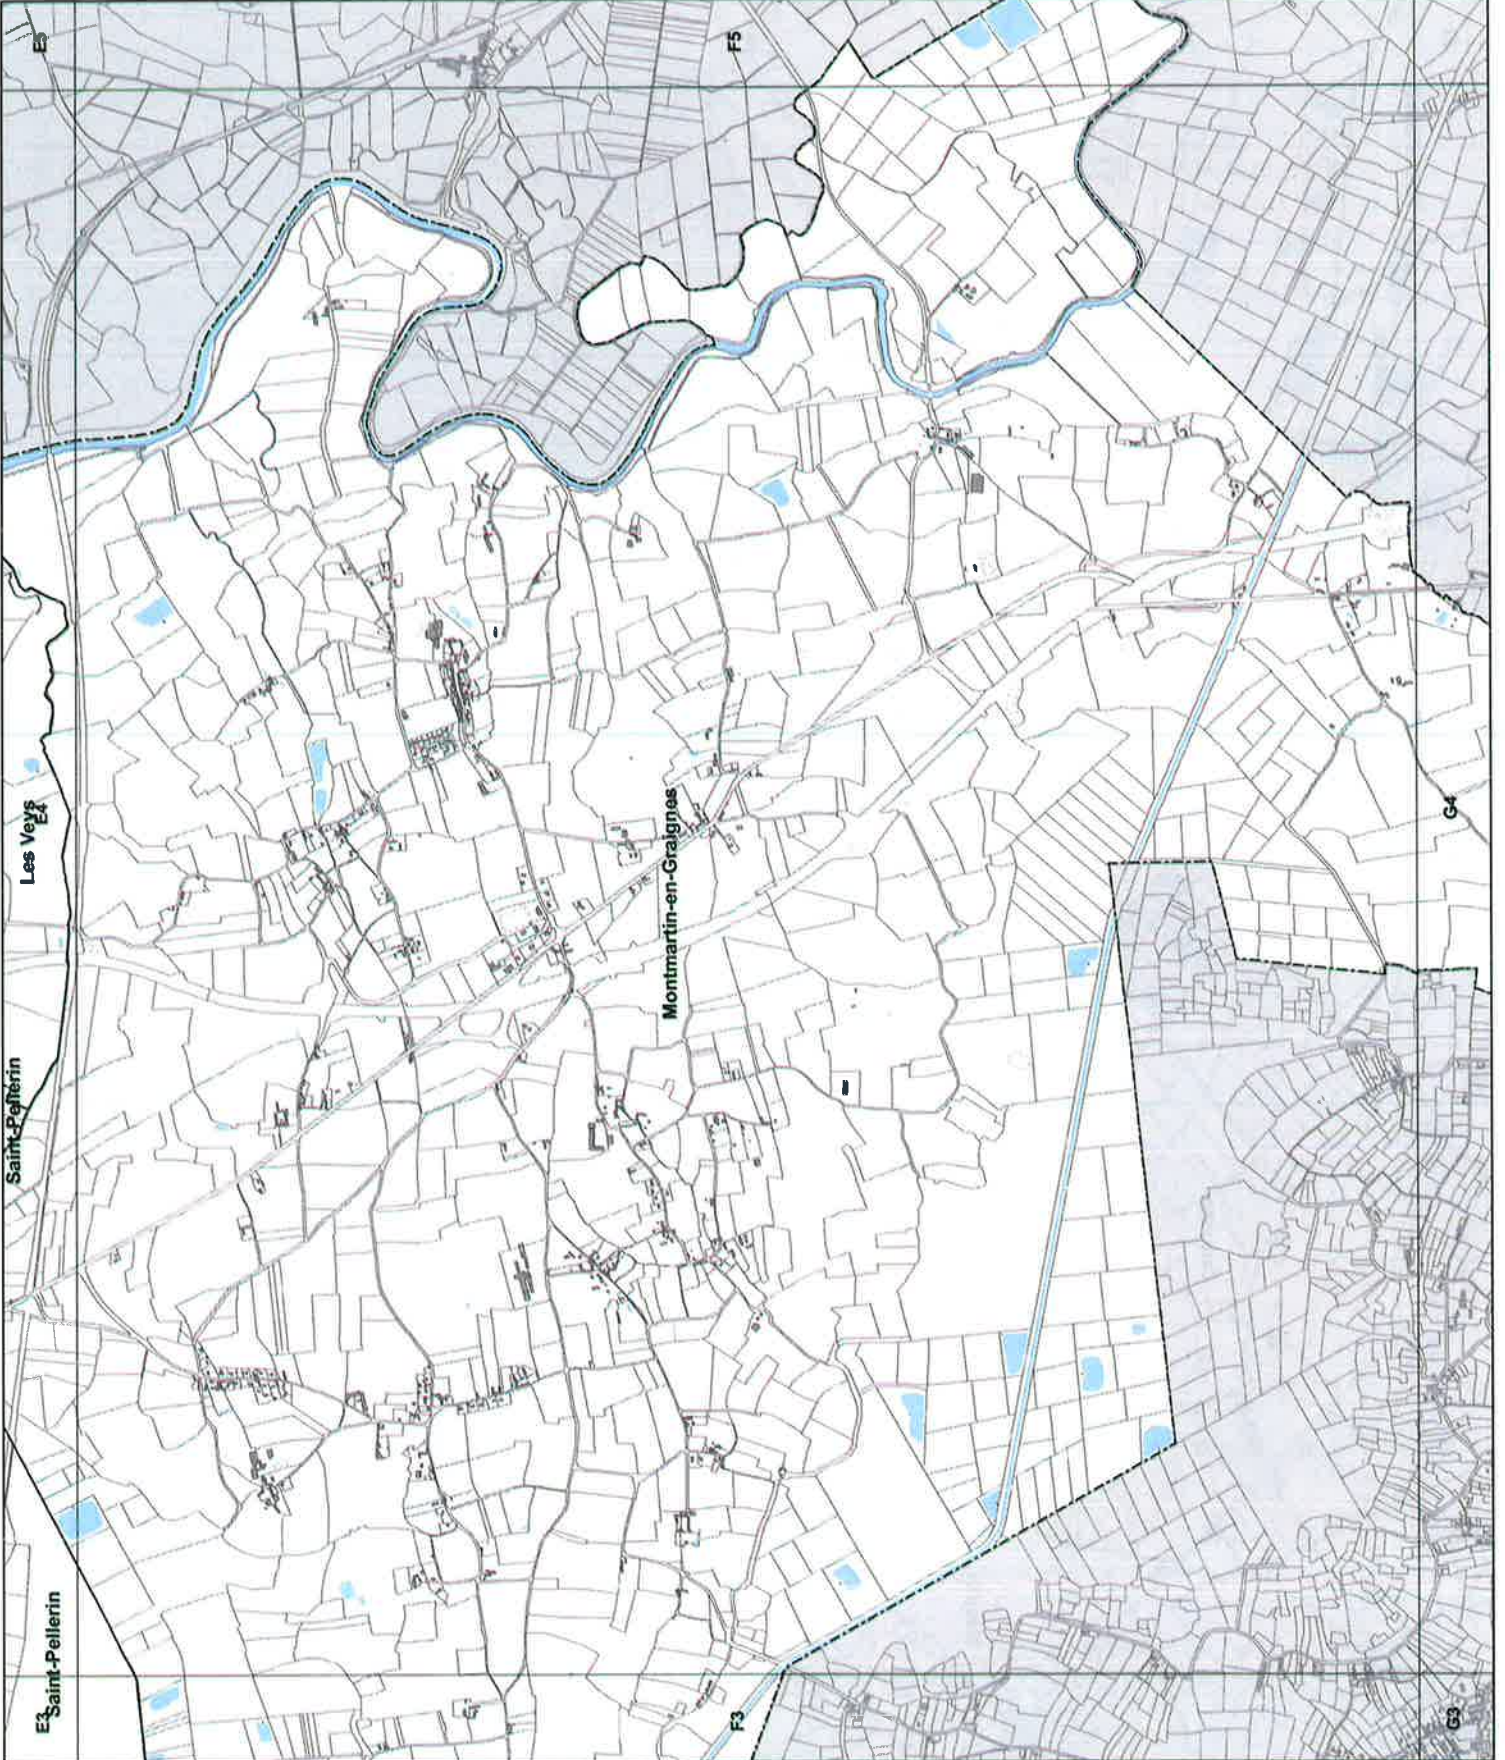 E5
F5
Les Veys
E4
Montmartin-en-Graignes
G4
Saint-Pellerin
E3
Saint-Pellerin
F3
G3